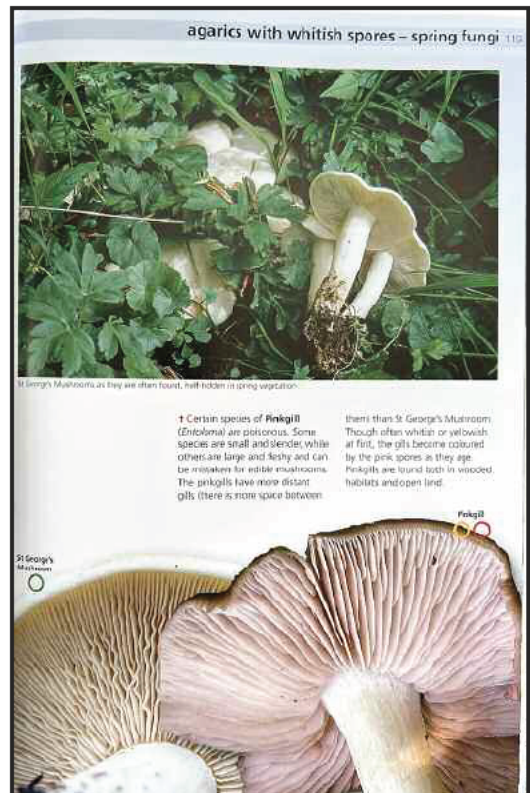 agarics with whitish spores – spring fungi 119
St George's Mushrooms as they are often found, half-hidden in spring vegetation.
† Certain species of Pinkgill
(Entoloma) are poisonous. Some
species are small and slender, while
others are large and fleshy and can
be mistaken for edible mushrooms.
The pinkgills have more distant
gills (there is more space between
them) than St George's Mushroom.
Though often whitish or yellowish
at first, the gills become coloured
by the pink spores as they age.
Pinkgills are found both in wooded
habitats and open land.
Pinkgill
St George's
Mushroom